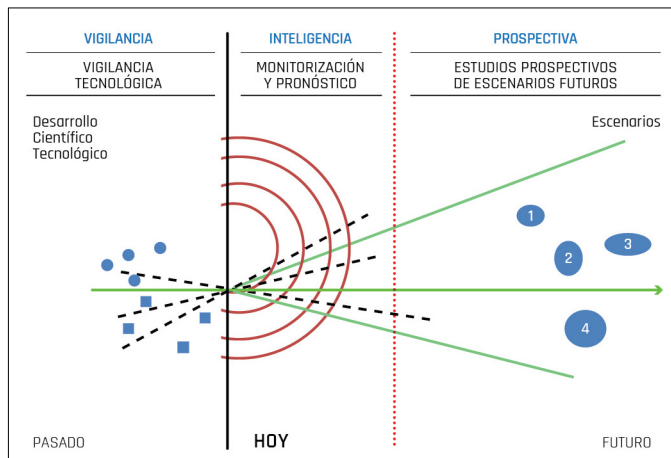 VIGILANCIA
INTELIGENCIA
PROSPECTIVA
VIGILANCIA
TECNOLÓGICA
MONITORIZACIÓN
Y PRONÓSTICO
ESTUDIOS PROSPECTIVOS
DE ESCENARIOS FUTUROS
Desarrollo
Científico
Tecnológico
Escenarios
1
2
3
4
PASADO
HOY
FUTURO